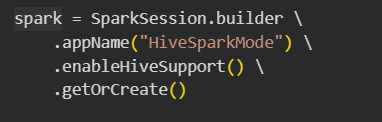 spark = SparkSession.builder \
    .appName("HiveSparkMode") \
    .enableHiveSupport() \
    .getOrCreate()